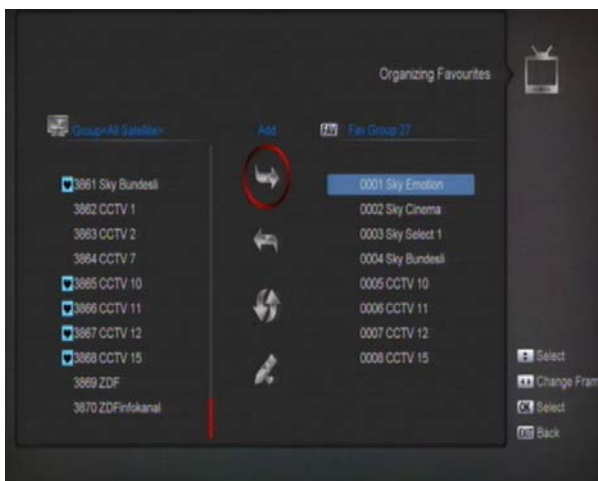 Organizing Favourites
Group<All Satellite>
Add
FAV Fav Group 27
3861 Sky Bundesli
3862 CCTV 1
3863 CCTV 2
3864 CCTV 7
3865 CCTV 10
3866 CCTV 11
3867 CCTV 12
3868 CCTV 15
3869 ZDF
3870 ZDFinfokanal
0001 Sky Emotion
0002 Sky Cinema
0003 Sky Select 1
0004 Sky Bundesli
0005 CCTV 10
0006 CCTV 11
0007 CCTV 12
0008 CCTV 15
Select
Change Fram
OK Select
EXIT Back